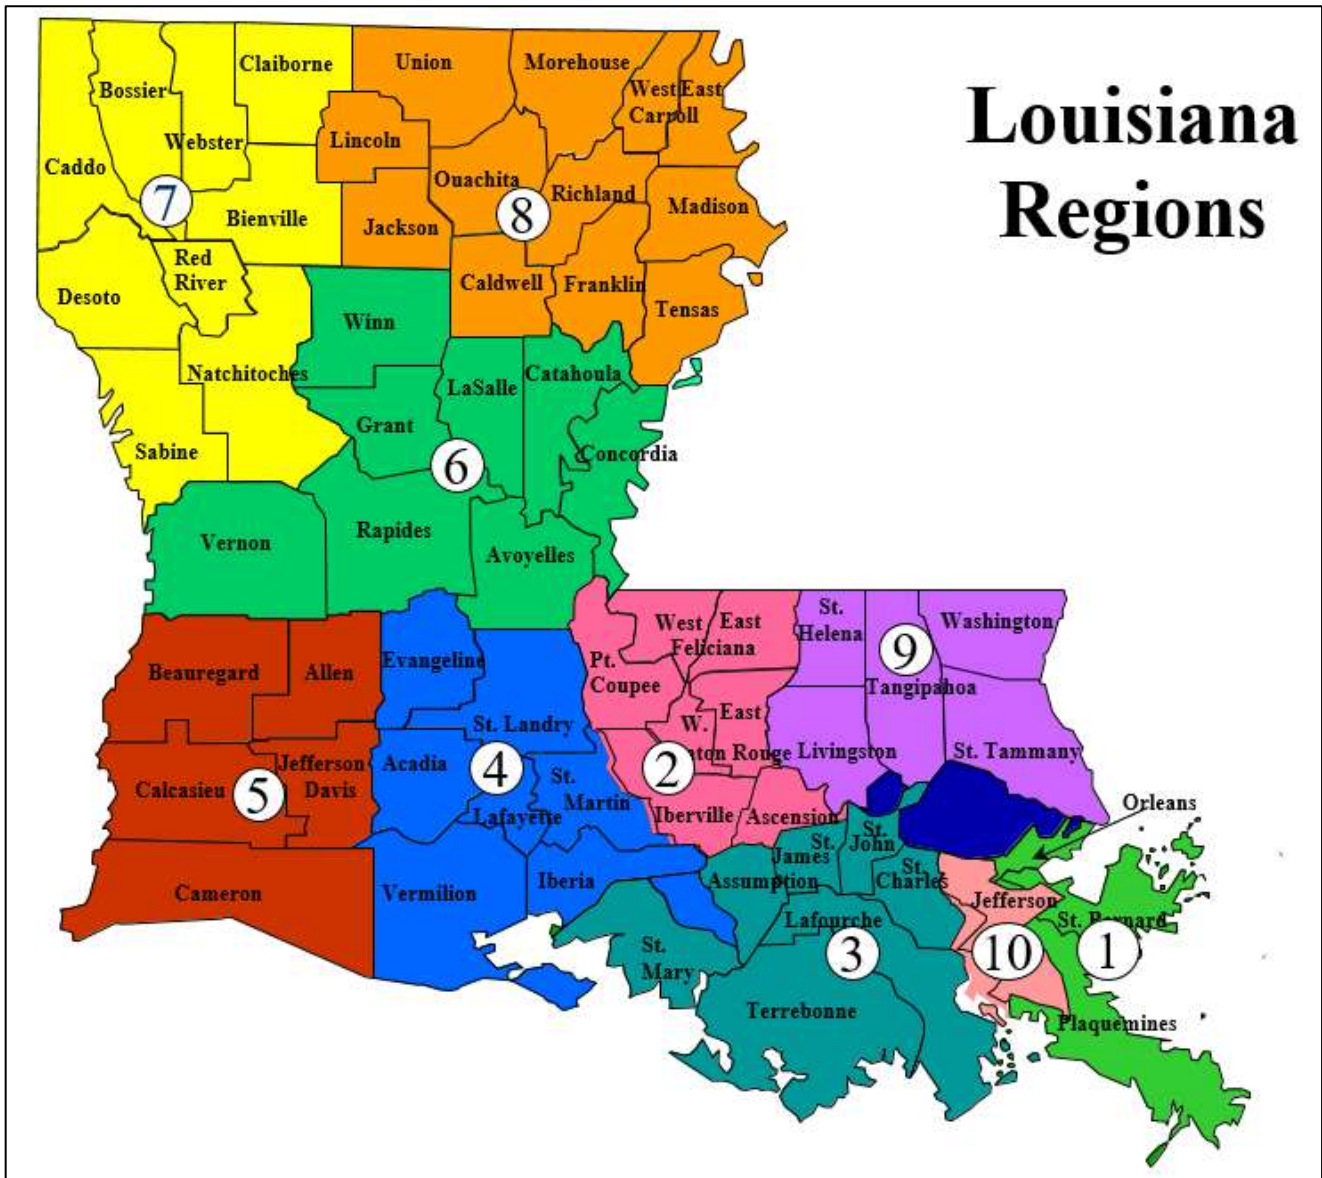 Louisiana
Regions
Claiborne
Union
Morehouse
Bossier
West East
Carroll
Webster
Lincoln
Caddo
Ouachita
Richland
7
8
Bienville
Jackson
Madison
Red
River
Desoto
Caldwell
Franklin
Tensas
Winn
Natchitoches
LaSalle
Catahoula
Grant
Sabine
6
Concordia
Vernon
Rapides
Avoyelles
St.
Helena
Washington
West
Feliciana
East
9
Beauregard
Allen
Evangeline
Pt.
Coupee
Tangipahoa
St. Landry
W.
East
aton Rouge
Livingston
St. Tammany
Calcasieu
5
Jefferson
Davis
Acadia
4
St.
Martin
2
Lafayette
Iberville
Ascension
Orleans
St.
John
St.
James
St.
Charles
Cameron
Vermilion
Iberia
Assumption
Jefferson
Lafourche
St. Bernard
St.
Mary
3
10
1
Terrebonne
Plaquemines